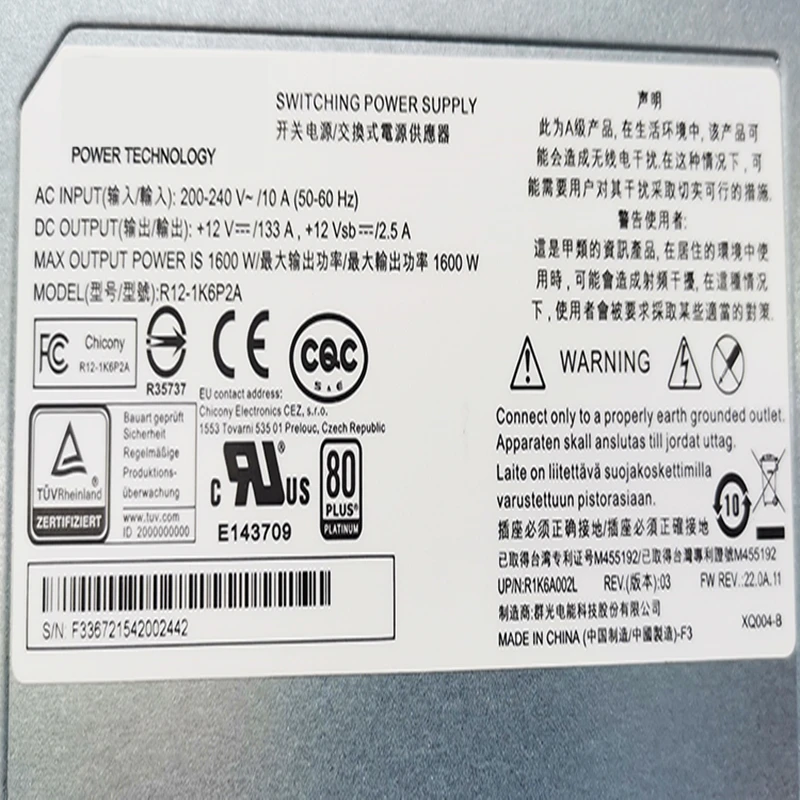 SWITCHING POWER SUPPLY
开关电源/交換式電源供應器
POWER TECHNOLOGY
AC INPUT(输入/輸入): 200-240 V~ /10 A (50-60 Hz)
DC OUTPUT(输出/輸出): +12 V⎓/133 A , +12 Vsb⎓/2.5 A
MAX OUTPUT POWER IS 1600 W/最大输出功率/最大輸出功率 1600 W
MODEL(型号/型號):R12-1K6P2A
FC
Chicony
R12-1K6P2A
R35737
CE
CQC
S & E
EU contact address:
Chicony Electronics CEZ, s.r.o.
1553 Tovarni 535 01 Prelouc, Czech Republic
TÜVRheinland
ZERTIFIZIERT
Bauart geprüft
Sicherheit
Regelmäßige
Produktions-
überwachung
www.tuv.com
ID 2000000000
c RU US
®
E143709
80
PLUS®
PLATINUM
S/N: F336721542002442
声明
此为A级产品, 在生活环境中, 该产品可
能会造成无线电干扰.在这种情况下 , 可
能需要用户对其干扰采取切实可行的措施.
警告使用者:
這是甲類的資訊產品, 在居住的環境中使
用時 , 可能會造成射頻干擾, 在這種情況
下 , 使用者會被要求採取某些適當的對策.
WARNING
Connect only to a properly earth grounded outlet.
Apparaten skall anslutas till jordat uttag.
Laite on liitettävä suojakoskettimilla
varustettuun pistorasiaan.
10
插座必须正确接地/插座必須正確接地
已取得台湾专利证号M455192/已取得台灣專利證號M455192
UP/N:R1K6A002L REV.(版本):03 FW REV.:22.0A.11
制造商: 群光电能科技股份有限公司
MADE IN CHINA (中国制造/中國製造)-F3
XQ004-B